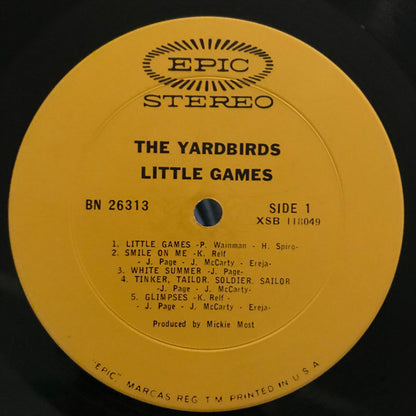 EPIC
STEREO
THE YARDBIRDS
LITTLE GAMES
BN 26313 SIDE 1
XSB 118049
1. LITTLE GAMES -P. Wainman - H. Spiro-
2. SMILE ON ME -K. Relf
- J. Page - J. McCarty - Ereja-
3. WHITE SUMMER -J. Page-
4. TINKER, TAILOR, SOLDIER, SAILOR
-J. Page - J. McCarty-
5. GLIMPSES -K. Relf -
- J. Page - J. McCarty - Ereja-
Produced by Mickie Most
"EPIC" MARCAS REG. T.M. PRINTED IN U.S.A.